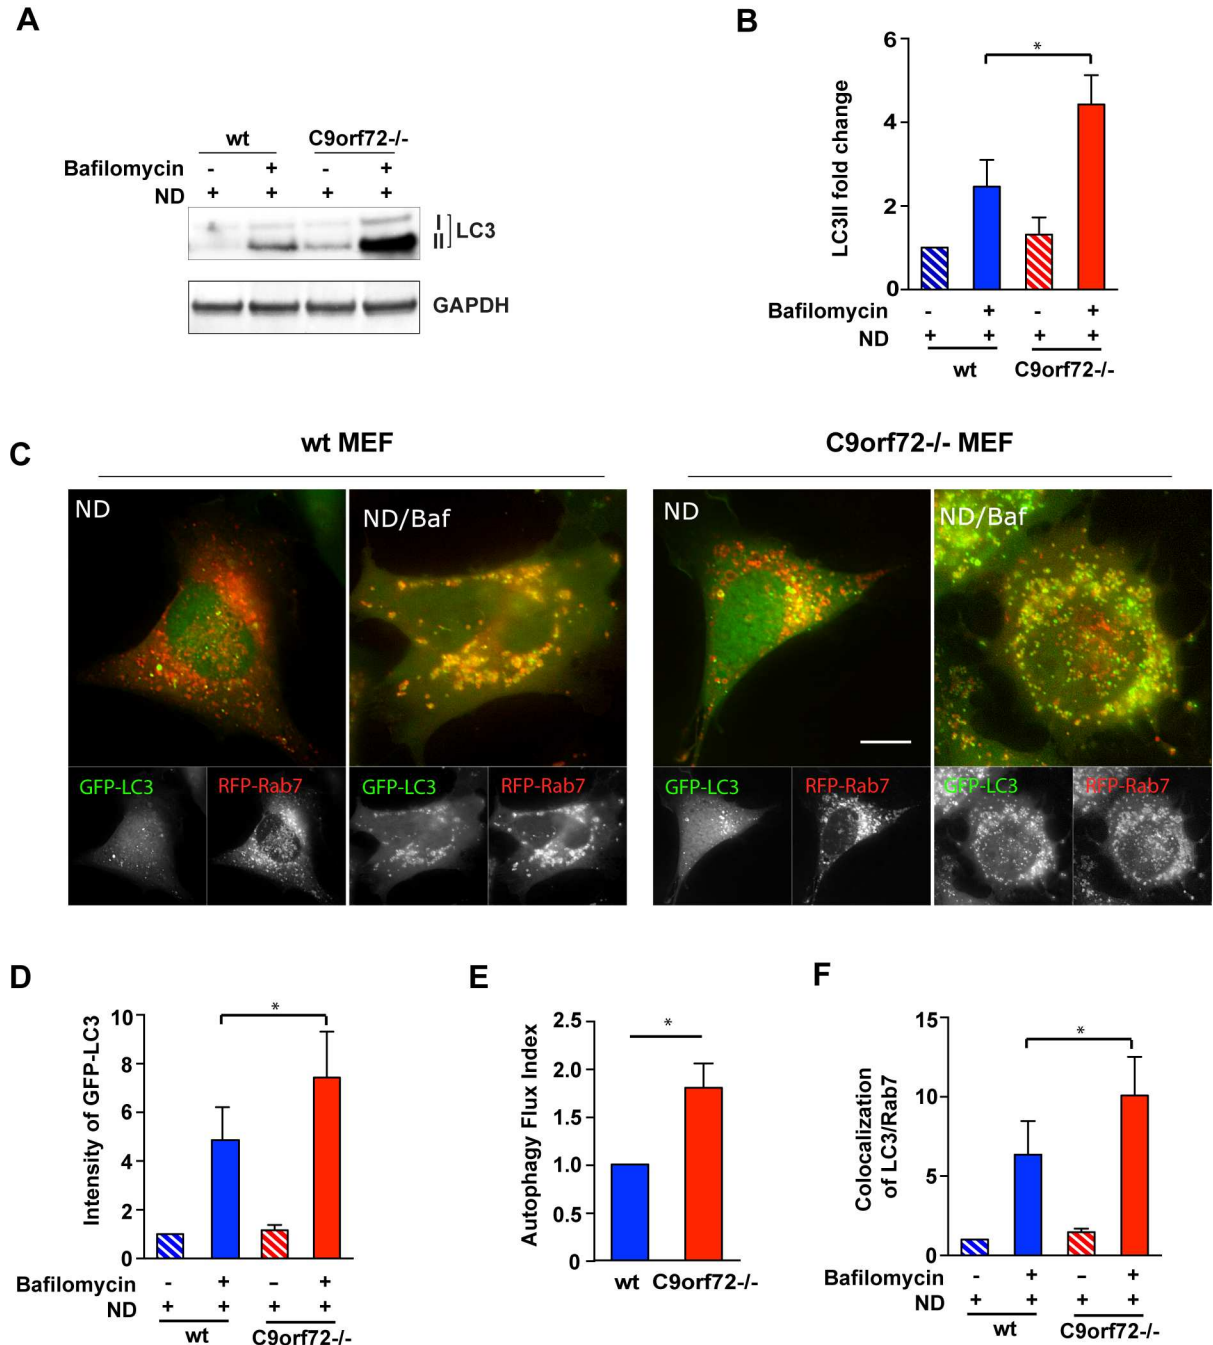 A
wt C9orf72-/-
Bafilomycin - + - +
ND + + + +
I
II
LC3
GAPDH
B
LC3II fold change
6
4
2
0
*
Bafilomycin - + - +
ND + + + +
wt C9orf72-/-
C
wt MEF C9orf72-/- MEF
ND ND/Baf ND ND/Baf
GFP-LC3 RFP-Rab7 GFP-LC3 RFP-Rab7 GFP-LC3 RFP-Rab7 GFP-LC3 RFP-Rab7
D
Intensity of GFP-LC3
10
8
6
4
2
0
*
Bafilomycin - + – +
ND + + + +
wt C9orf72-/-
E
Autophagy Flux Index
2.5
2.0
1.5
1.0
0.5
0
*
wt C9orf72-/-
F
Colocalization
of LC3/Rab7
15
10
5
0
*
Bafilomycin - + – +
ND + + + +
wt C9orf72-/-